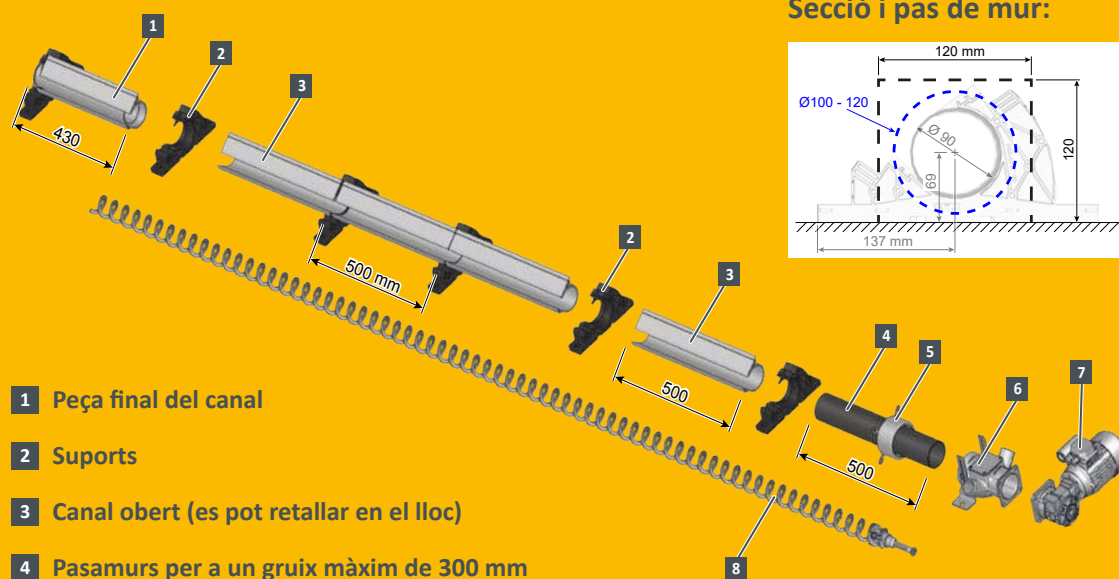 Secció i pas de mur:
120 mm
Ø100 - 120
Ø 90
120
69
137 mm
1
2
3
430
500 mm
2
3
500
4
5
6
7
500
8
1 Peça final del canal
2 Suports
3 Canal obert (es pot retallar en el lloc)
4 Pasamurs per a un gruix màxim de 300 mm